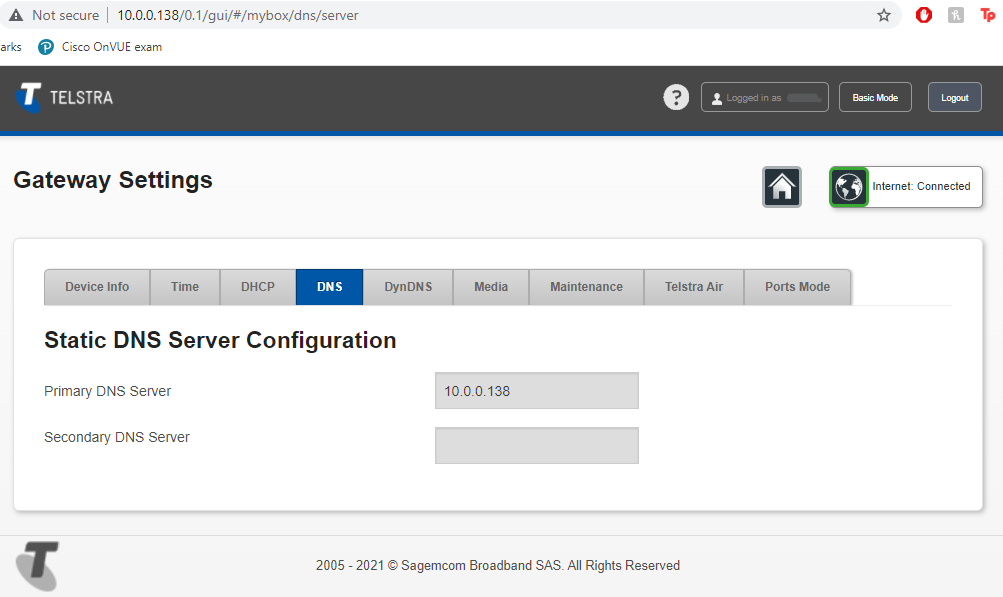 Not secure | 10.0.0.138/0.1/gui/#/mybox/dns/server
Tp
arks Cisco OnVUE exam
TELSTRA ? Logged in as Basic Mode Logout
Gateway Settings Internet: Connected
Device Info Time DHCP DNS DynDNS Media Maintenance Telstra Air Ports Mode
Static DNS Server Configuration
Primary DNS Server 10.0.0.138
Secondary DNS Server
2005 - 2021 © Sagemcom Broadband SAS. All Rights Reserved